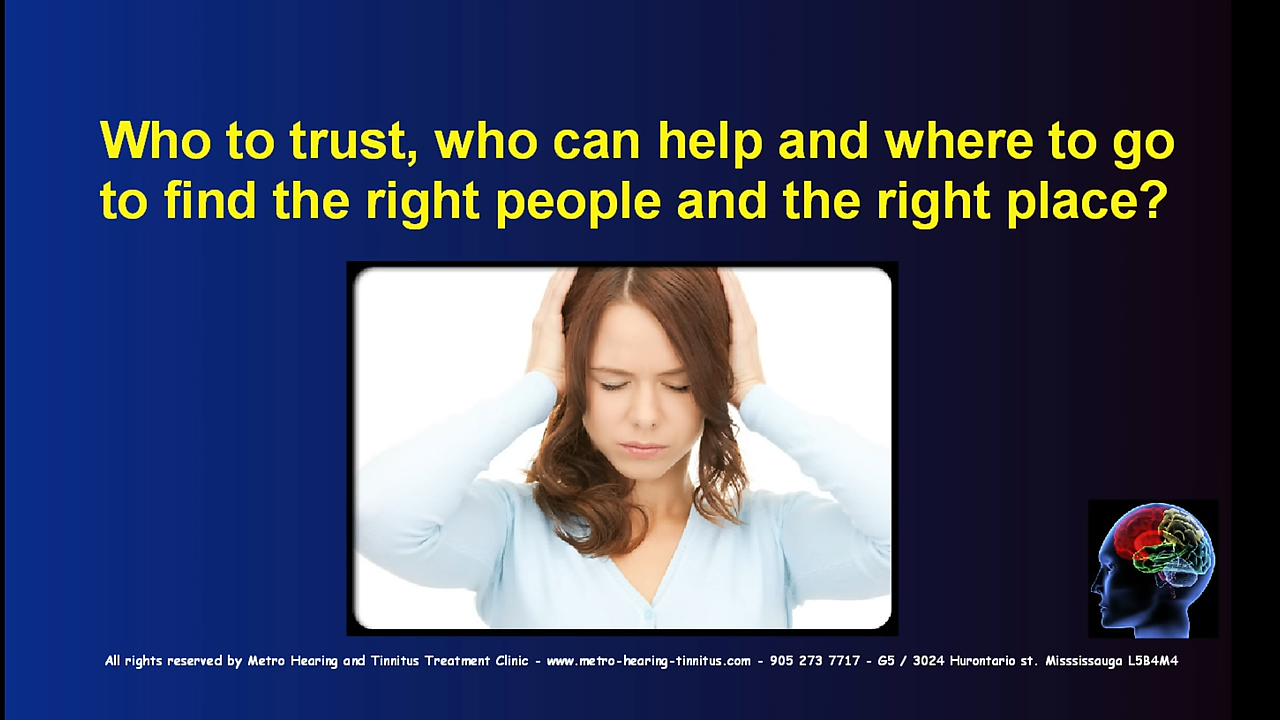 Who to trust, who can help and where to go
to find the right people and the right place?
All rights reserved by Metro Hearing and Tinnitus Treatment Clinic - www.metro-hearing-tinnitus.com - 905 273 7717 - G5 / 3024 Hurontario st. Misssissauga L5B4M4